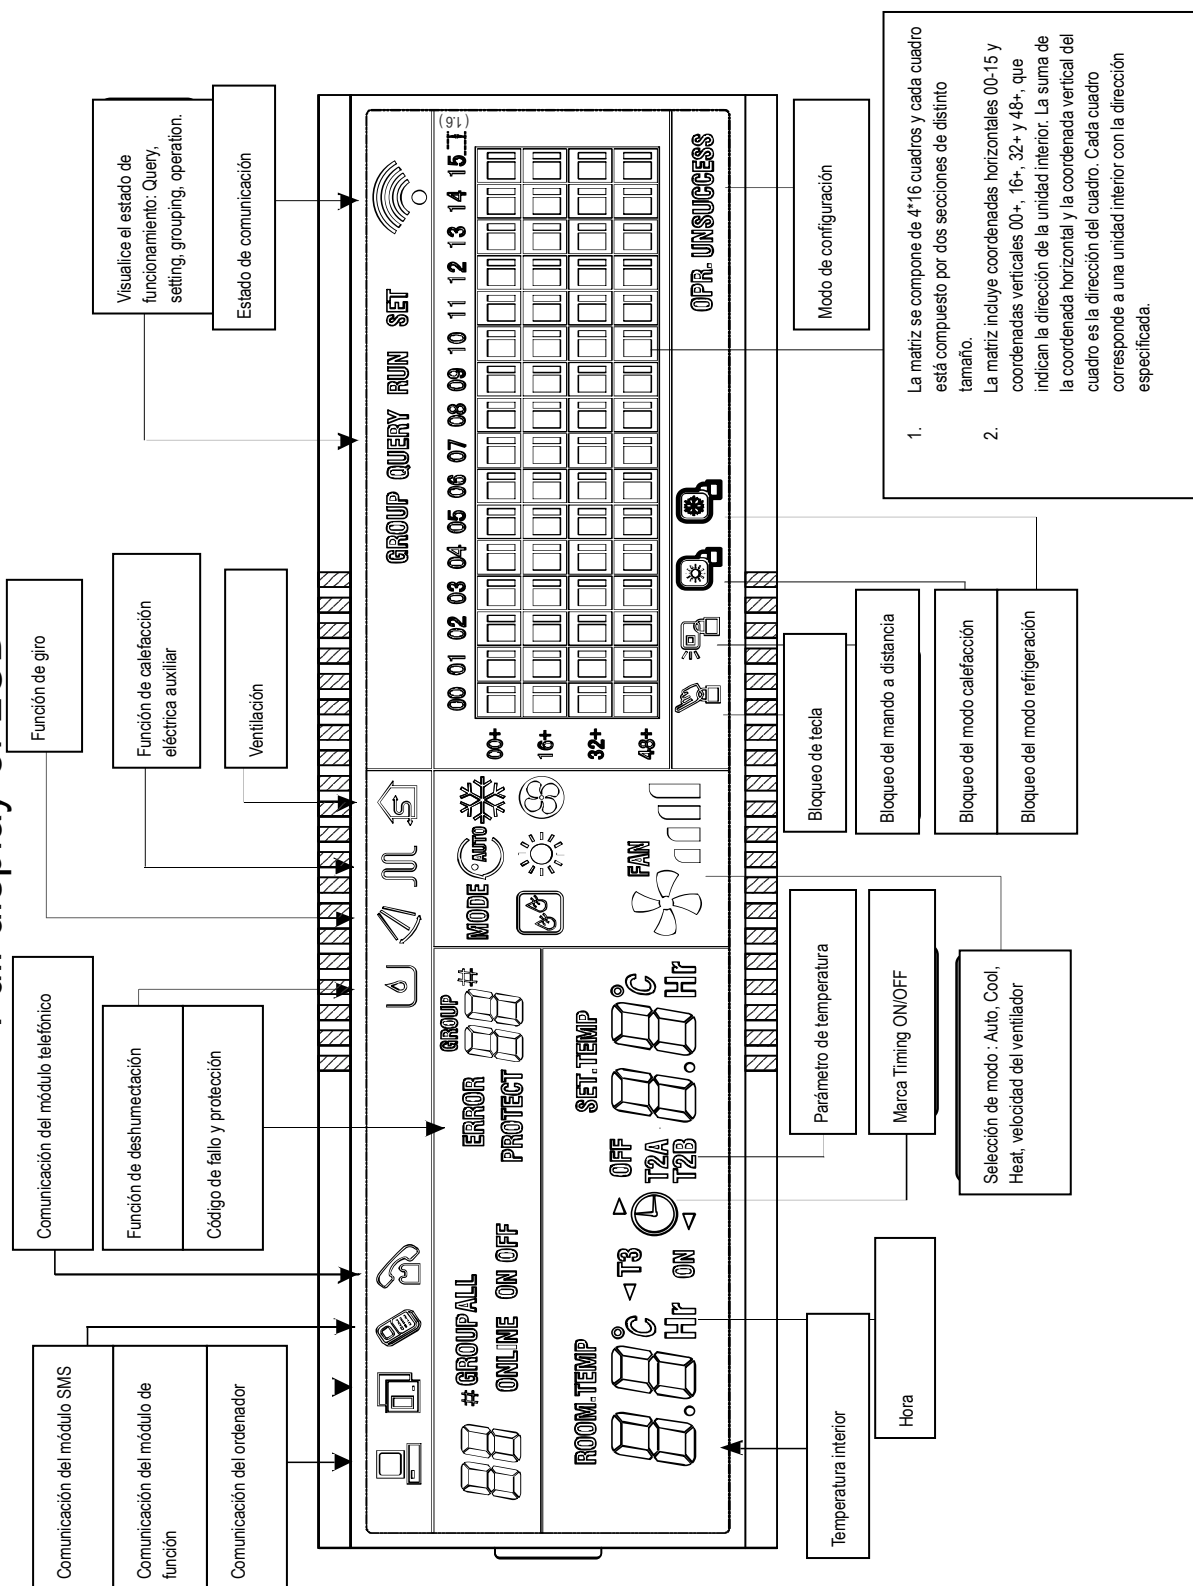 Comunicación del módulo SMS
Comunicación del módulo de
función
Comunicación del ordenador
Comunicación del módulo telefónico
Función de deshumectación
Código de fallo y protección
Función de giro
Función de calefacción
eléctrica auxiliar
Ventilación
Visualice el estado de
funcionamiento: Query,
setting, grouping, operation.
Estado de comunicación
# GROUP ALL
ONLINE ON OFF
ERROR
PROTECT
GROUP
#
MODE
AUTO
FAN
GROUP QUERY RUN SET
00 01 02 03 04 05 06 07 08 09 10 11 12 13 14 15
(1.6)
00+
16+
32+
48+
OPR. UNSUCCESS
ROOM.TEMP
°C
Hr
T3
ON
OFF
T2A
T2B
SET.TEMP
°C
Hr
Temperatura interior
Hora
Parámetro de temperatura
Marca Timing ON/OFF
Selección de modo : Auto, Cool,
Heat, velocidad del ventilador
Bloqueo de tecla
Bloqueo del mando a distancia
Bloqueo del modo calefacción
Bloqueo del modo refrigeración
Modo de configuración
1. La matriz se compone de 4*16 cuadros y cada cuadro
está compuesto por dos secciones de distinto
tamaño.
2. La matriz incluye coordenadas horizontales 00-15 y
coordenadas verticales 00+, 16+, 32+ y 48+, que
indican la dirección de la unidad interior. La suma de
la coordenada horizontal y la coordenada vertical del
cuadro es la dirección del cuadro. Cada cuadro
corresponde a una unidad interior con la dirección
especificada.